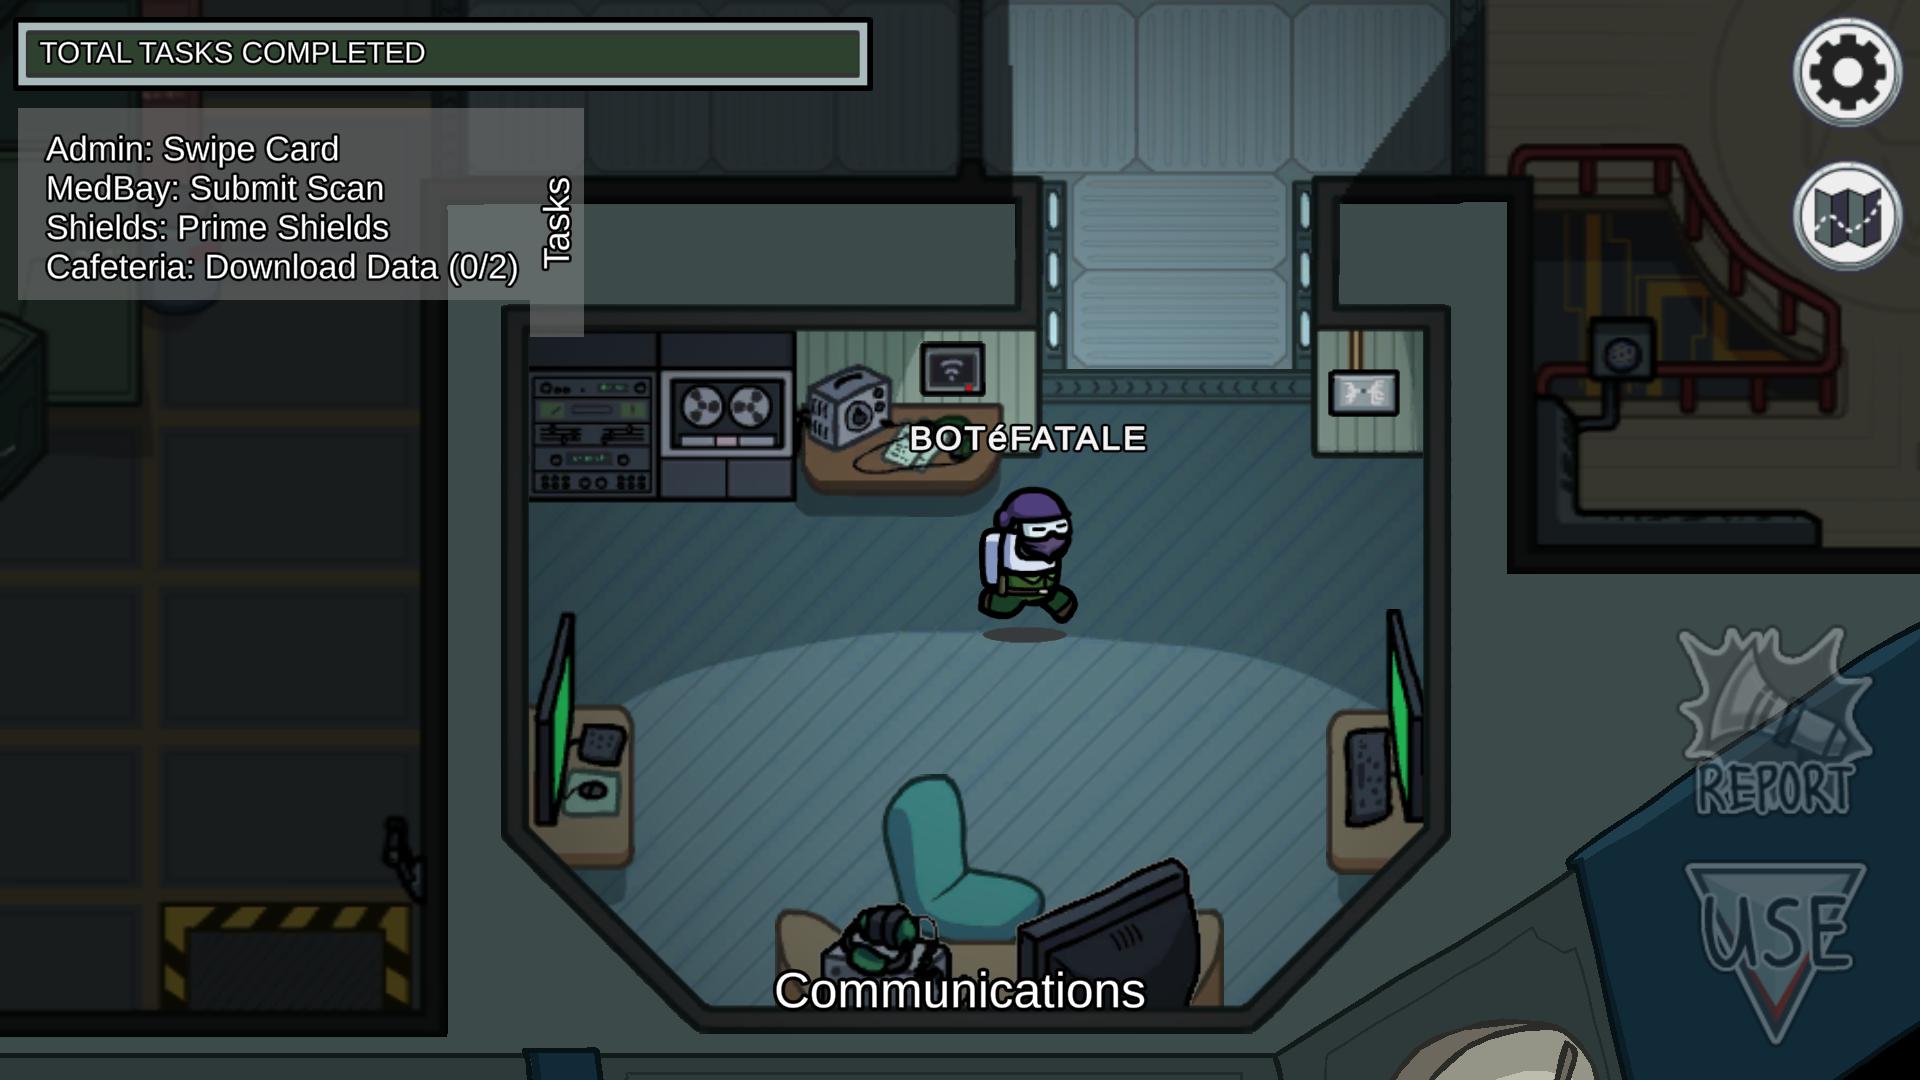 TOTAL TASKS COMPLETED
Admin: Swipe Card
MedBay: Submit Scan
Shields: Prime Shields
Cafeteria: Download Data (0/2)
Tasks
BOTéFATALE
REPORT
USE
Communications